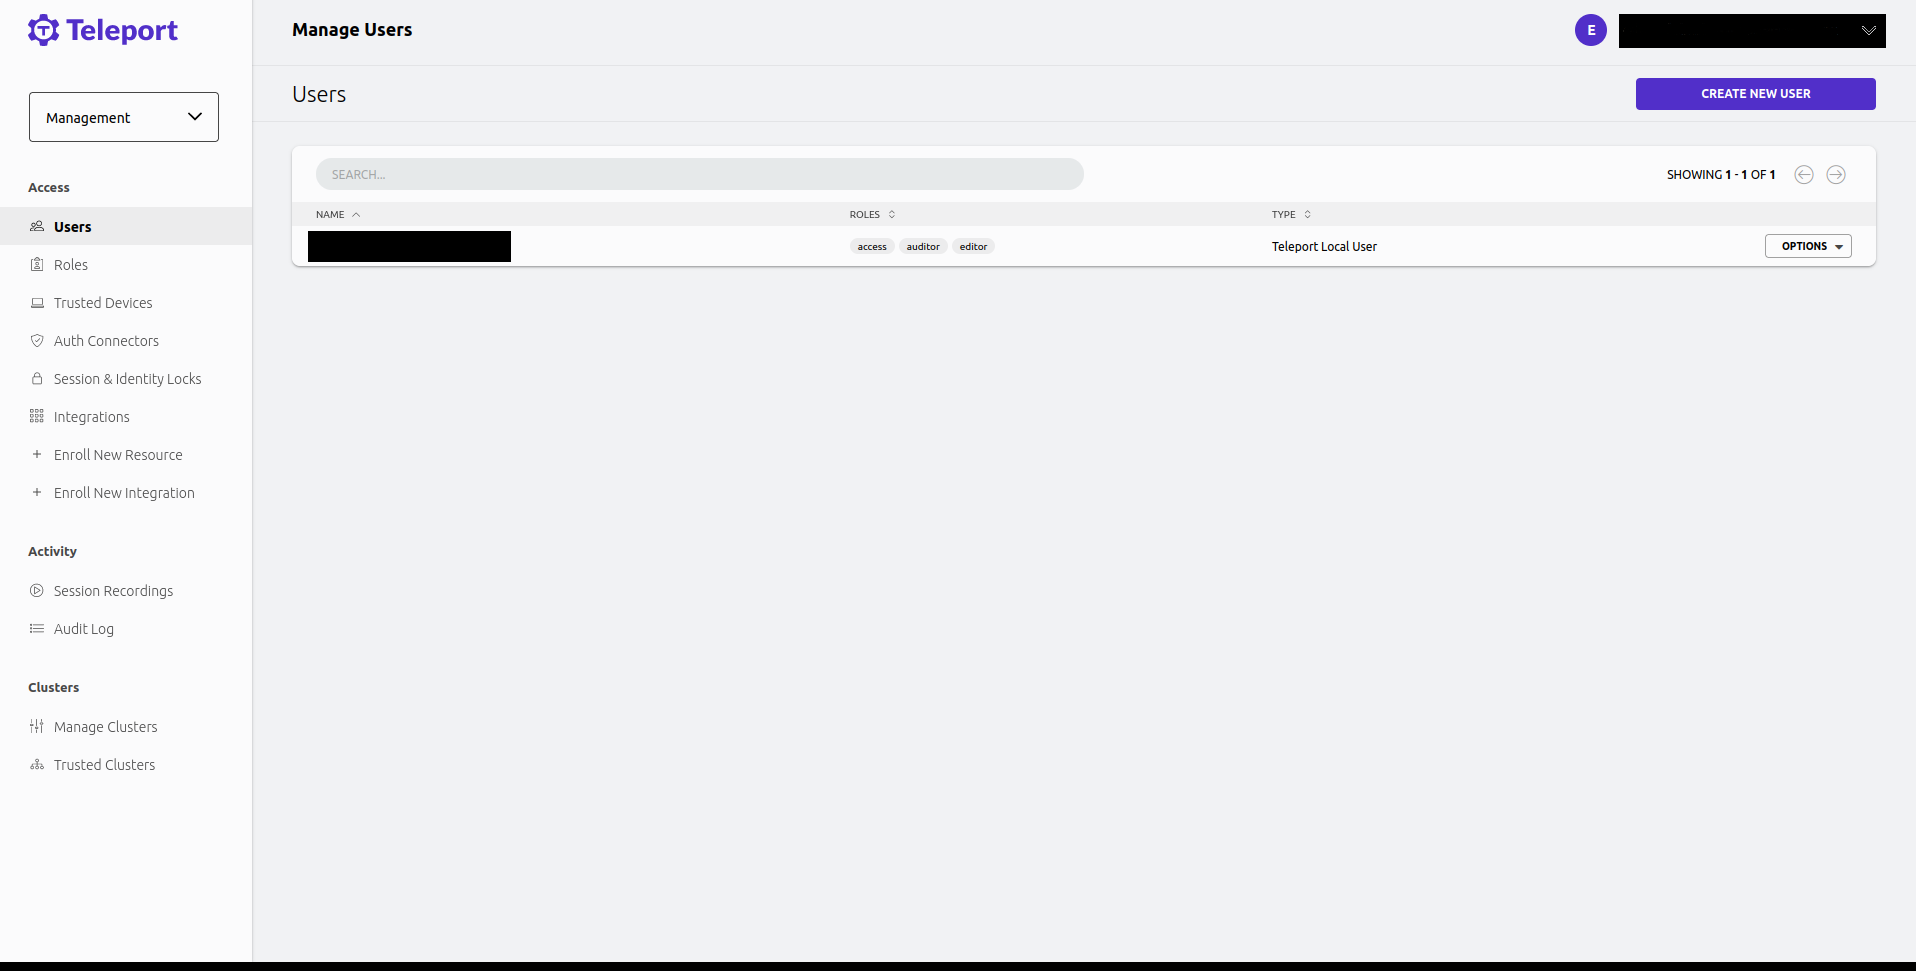 Teleport
Manage Users
E
Management
Users
CREATE NEW USER
SEARCH...
SHOWING 1 - 1 OF 1
NAME
ROLES
TYPE
access
auditor
editor
Teleport Local User
OPTIONS
Access
Users
Roles
Trusted Devices
Auth Connectors
Session & Identity Locks
Integrations
Enroll New Resource
Enroll New Integration
Activity
Session Recordings
Audit Log
Clusters
Manage Clusters
Trusted Clusters